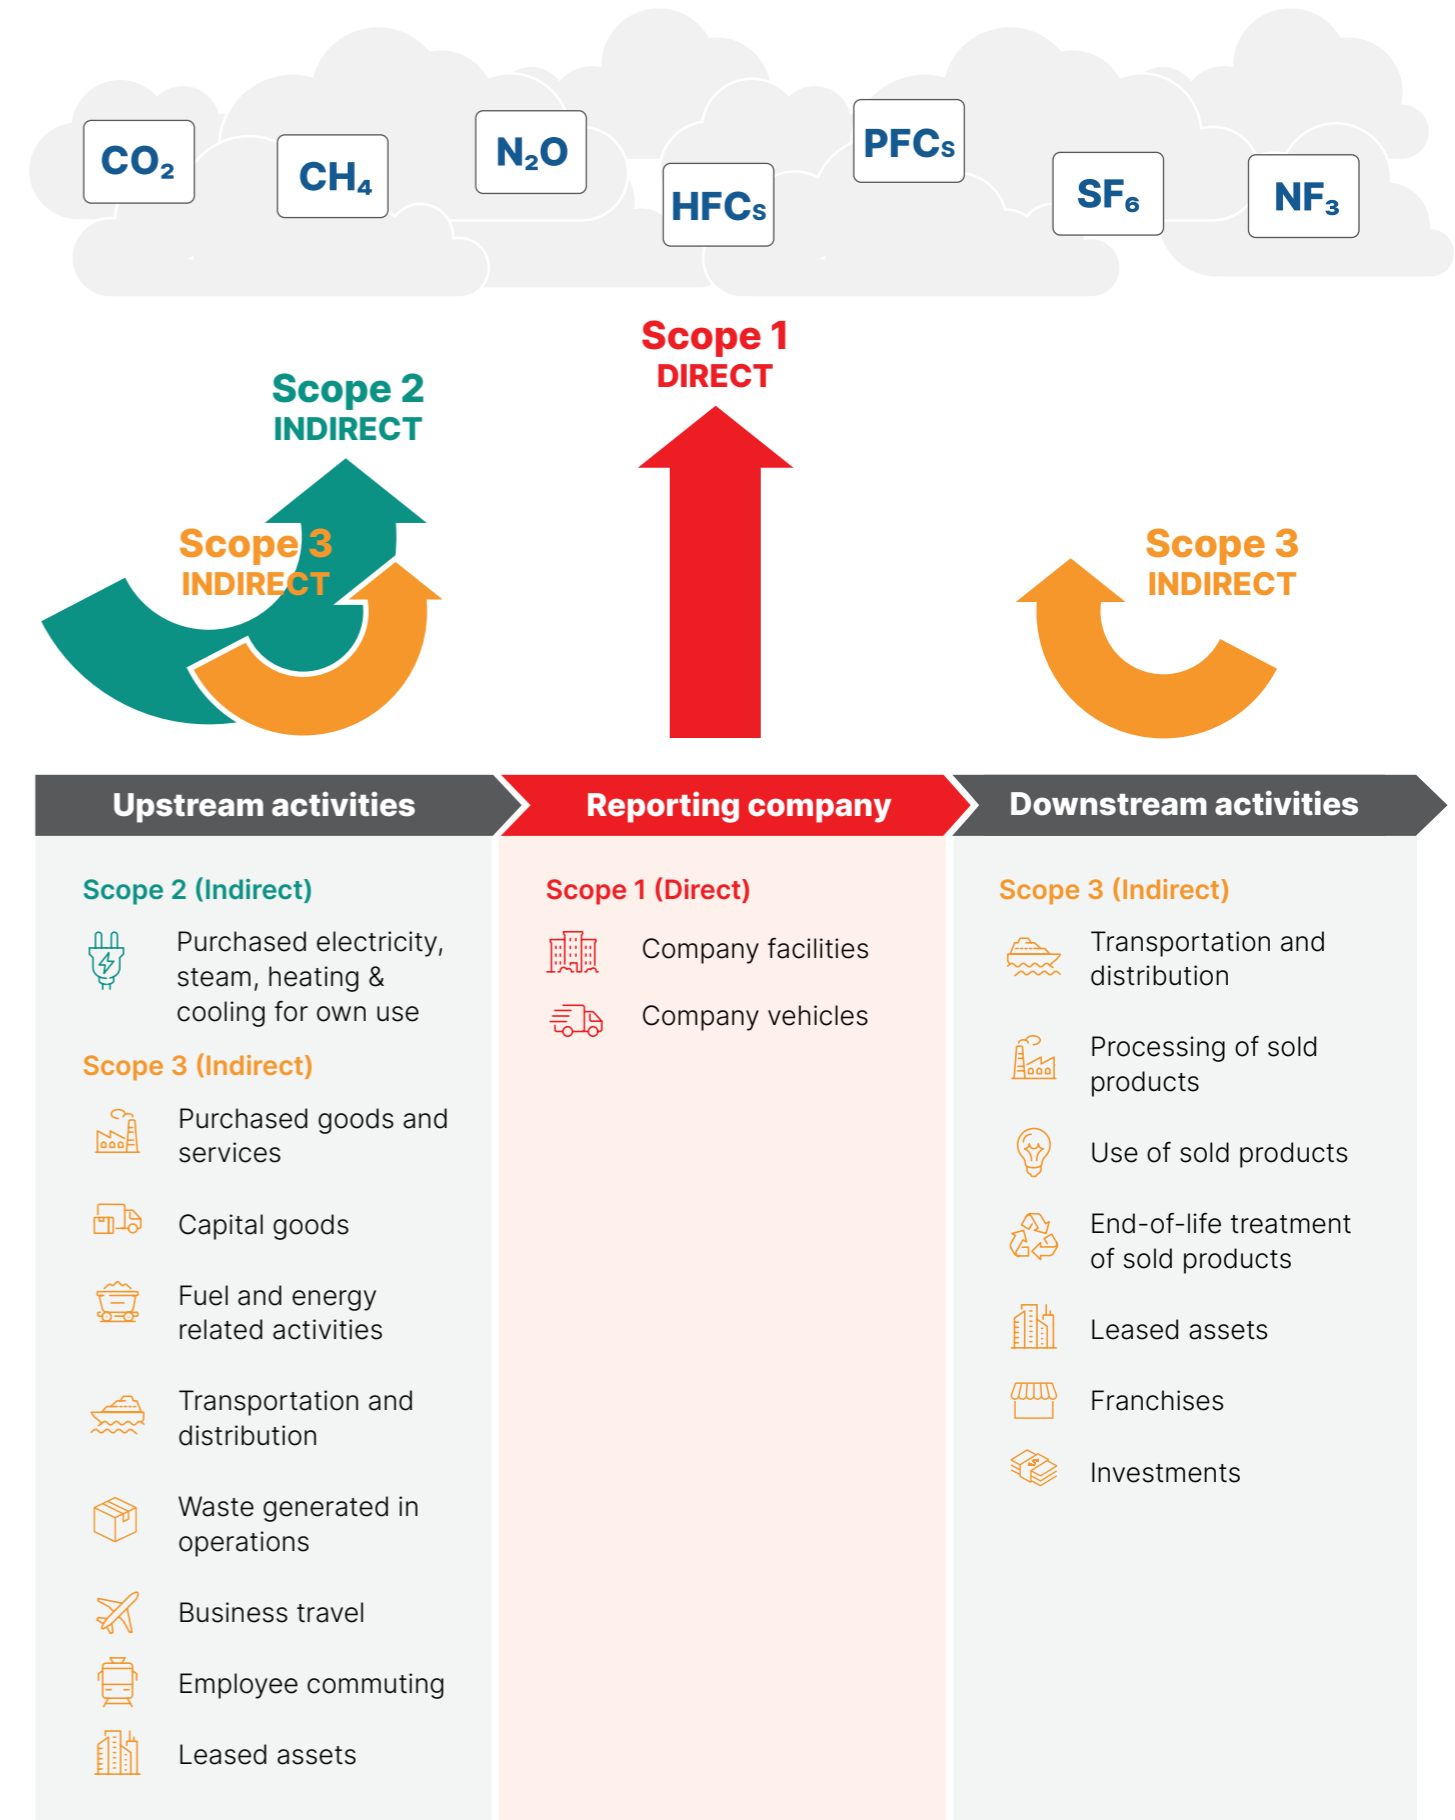 CO₂
CH₄
N₂O
HFCs
PFCs
SF₆
NF₃
Scope 1
DIRECT
Scope 2
INDIRECT
Scope 3
INDIRECT
Scope 3
INDIRECT
Upstream activities
Reporting company
Downstream activities
Scope 2 (Indirect)
Purchased electricity,
steam, heating &
cooling for own use
Scope 3 (Indirect)
Purchased goods and
services
Capital goods
Fuel and energy
related activities
Transportation and
distribution
Waste generated in
operations
Business travel
Employee commuting
Leased assets
Scope 1 (Direct)
Company facilities
Company vehicles
Scope 3 (Indirect)
Transportation and
distribution
Processing of sold
products
Use of sold products
End-of-life treatment
of sold products
Leased assets
Franchises
Investments